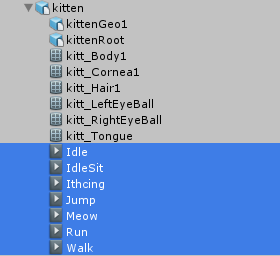 kitten
kittenGeo1
kittenRoot
kitt_Body1
kitt_Cornea1
kitt_Hair1
kitt_LeftEyeBall
kitt_RightEyeBall
kitt_Tongue
Idle
IdleSit
Ithcing
Jump
Meow
Run
Walk